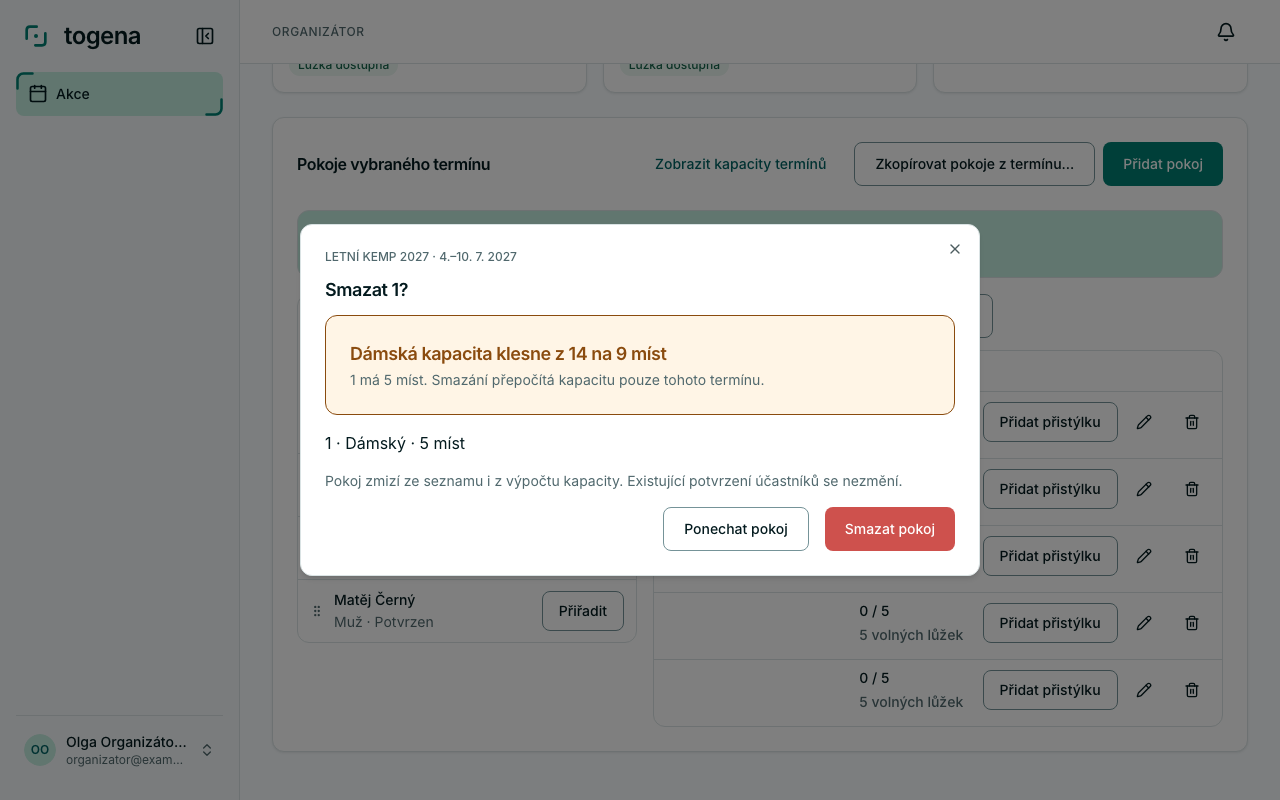 togena
ORGANIZÁTOR
Akce
Lůžka dostupná
Lůžka dostupná
Pokoje vybraného termínu
Zobrazit kapacity termínů
Zkopírovat pokoje z termínu...
Přidat pokoj
LETNÍ KEMP 2027 · 4.–10. 7. 2027
Smazat 1?
Dámská kapacita klesne z 14 na 9 míst
1 má 5 míst. Smazání přepočítá kapacitu pouze tohoto termínu.
1 · Dámský · 5 míst
Pokoj zmizí ze seznamu i z výpočtu kapacity. Existující potvrzení účastníků se nezmění.
Ponechat pokoj
Smazat pokoj
Přidat přistýlku
Přidat přistýlku
Přidat přistýlku
Matěj Černý
Muž · Potvrzen
Přiřadit
0 / 5
5 volných lůžek
Přidat přistýlku
0 / 5
5 volných lůžek
Přidat přistýlku
OO
Olga Organizáto...
organizator@exam...